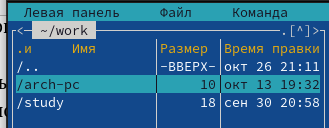 Левая панель Файл Команда
<─ ~/work ─.[^]>
.и Имя Размер Время правки
/.. -ВВЕРХ- окт 26 21:11
/arch-pc 10 окт 13 19:32
/study 18 сен 30 20:58